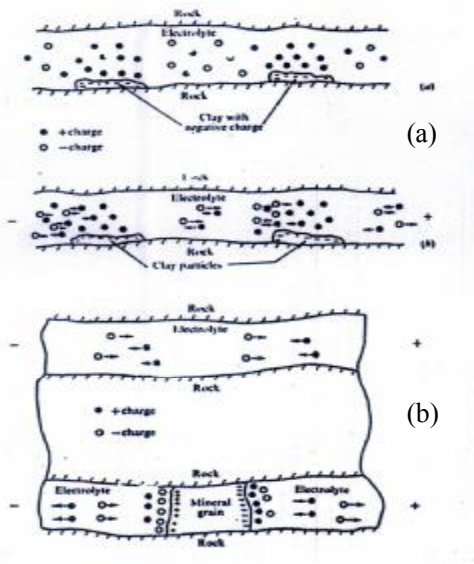 Rock
Electrolyte
(a)
Rock
Clay with
negative charge
(a)
+ charge
− charge
−
Electrolyte
+
(b)
Rock
Clay particles
Rock
−
Electrolyte
+
Rock
+ charge
(b)
− charge
Rock
Electrolyte
Mineral
grain
Electrolyte
−
+
Rock